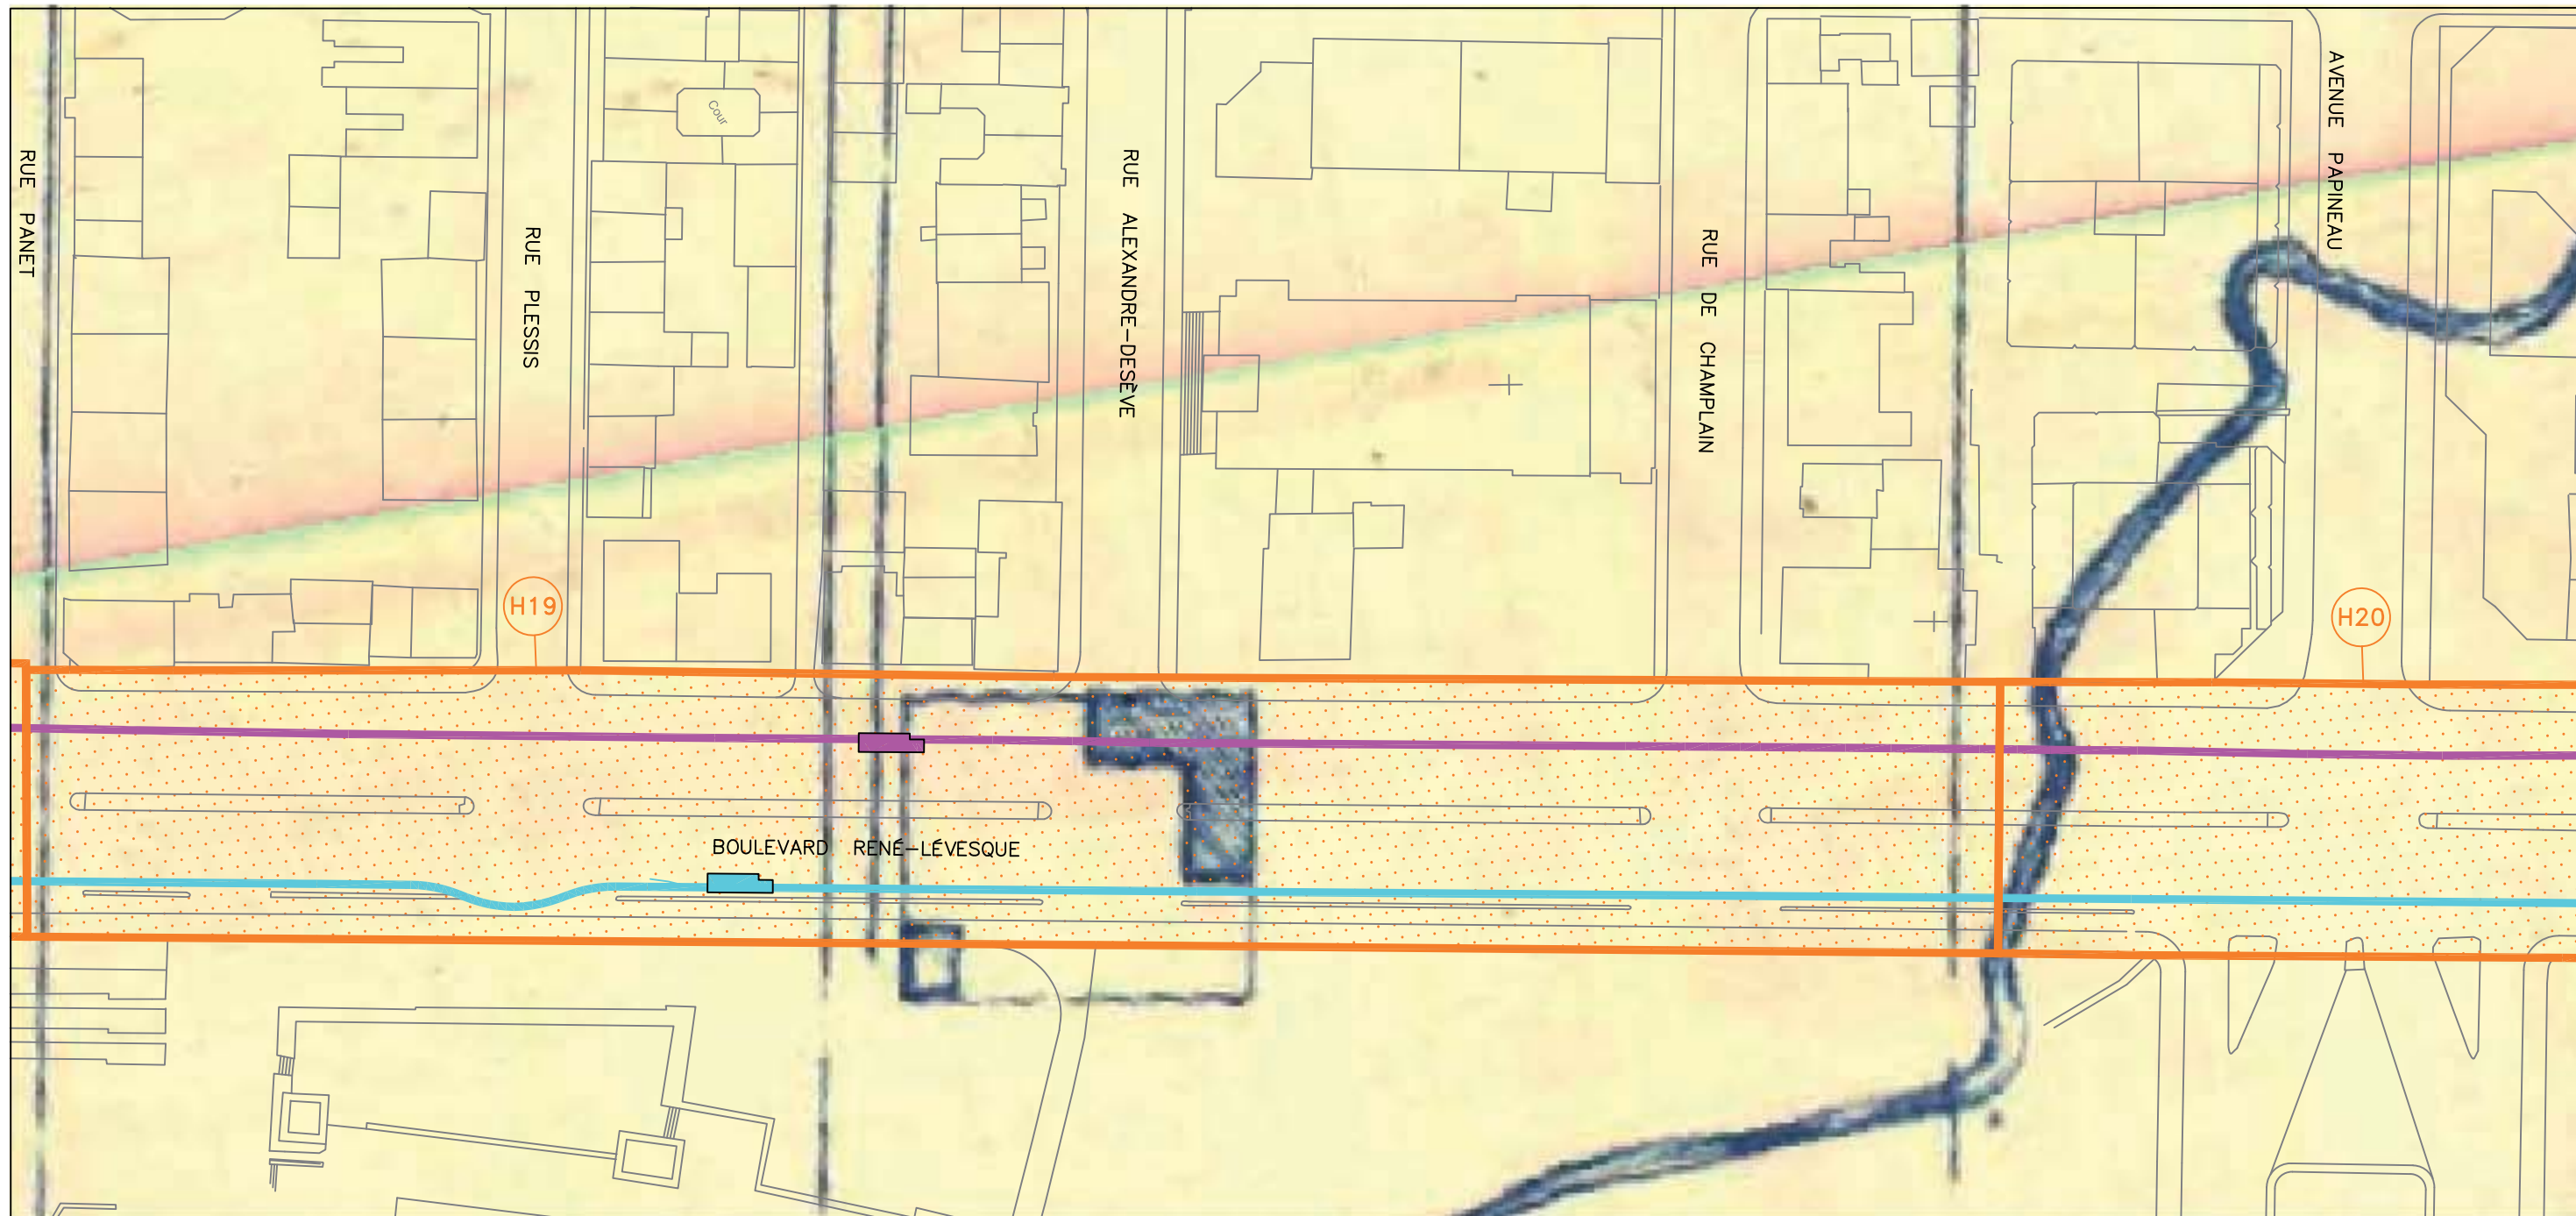 RUE PANET
RUE PLESSIS
Cour
RUE ALEXANDRE-DESÈVE
RUE DE CHAMPLAIN
AVENUE PAPINEAU
H19
H20
BOULEVARD RENÉ-LÉVESQUE